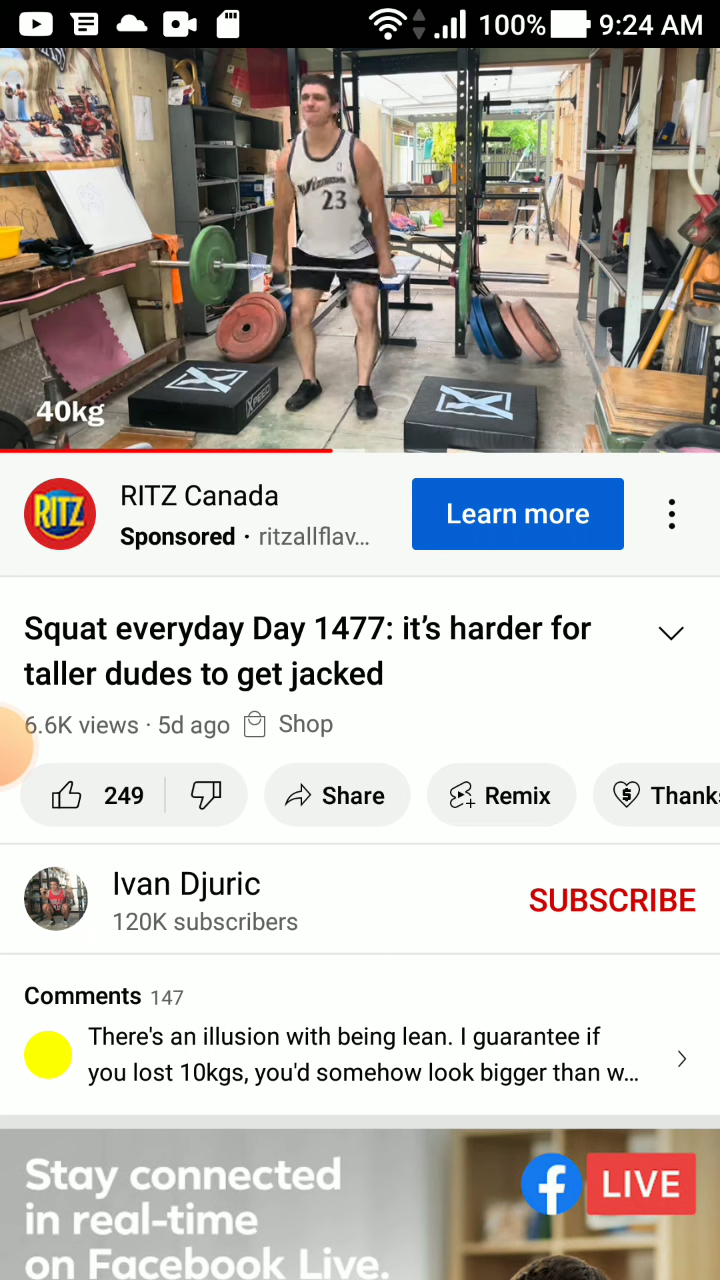 100% 9:24 AM
Wizards
23
40kg
XPEED
RITZ
RITZ Canada
Learn more
Sponsored · ritzallflav...
Squat everyday Day 1477: it’s harder for
taller dudes to get jacked
6.6K views · 5d ago Shop
249 Share Remix Thanks
Ivan Djuric
SUBSCRIBE
120K subscribers
Comments 147
There's an illusion with being lean. I guarantee if
you lost 10kgs, you'd somehow look bigger than w...
Stay connected
in real-time
on Facebook Live.
f LIVE